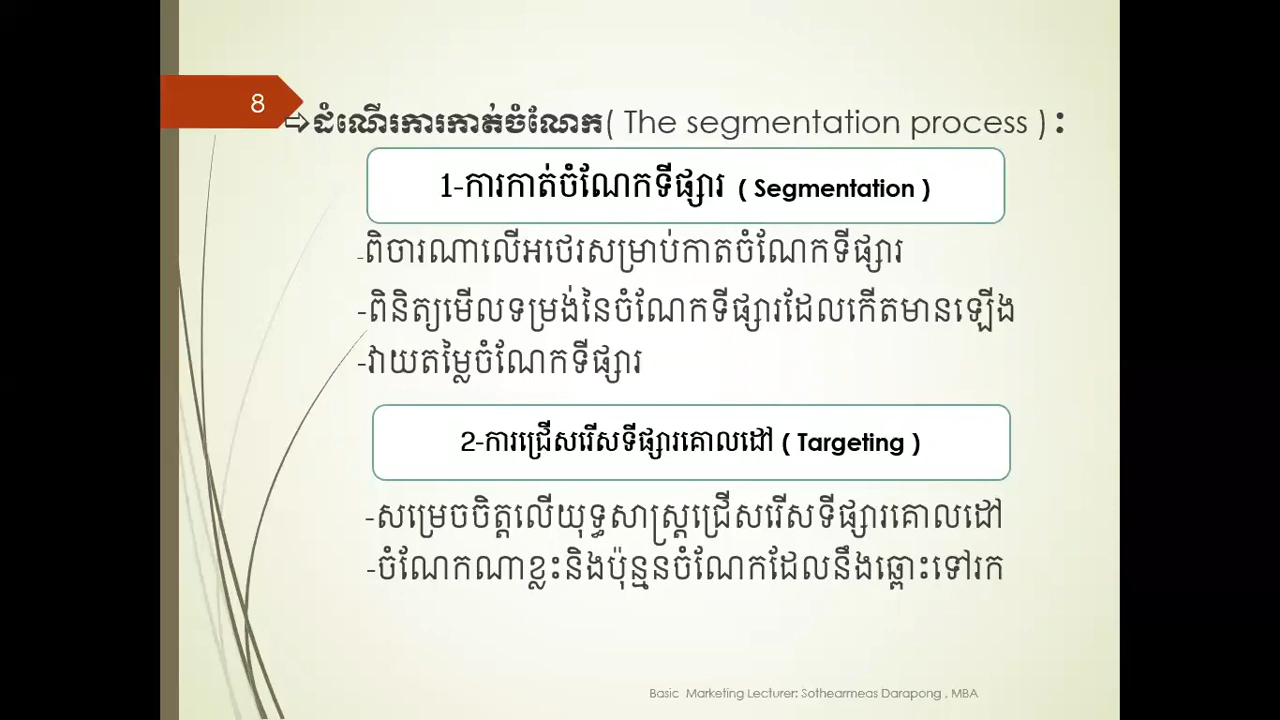 8
⇨ដំណើរការកាត់ចំណែក( The segmentation process ) ៖
1-ការកាត់ចំណែកទីផ្សារ ( Segmentation )
-ពិចារណាលើអថេរសម្រាប់កាតចំណែកទីផ្សារ
-ពិនិត្យមើលទម្រង់នៃចំណែកទីផ្សារដែលកើតមានឡើង
-វាយតម្លៃចំណែកទីផ្សារ
2-ការជ្រើសរើសទីផ្សារគោលដៅ ( Targeting )
-សម្រេចចិត្តលើយុទ្ធសាស្ត្រជ្រើសរើសទីផ្សារគោលដៅ
-ចំណែកណាខ្លះនិងប៉ុន្មនចំណែកដែលនឹងឆ្ពោះទៅរក
Basic Marketing Lecturer: Sothearmeas Darapong , MBA